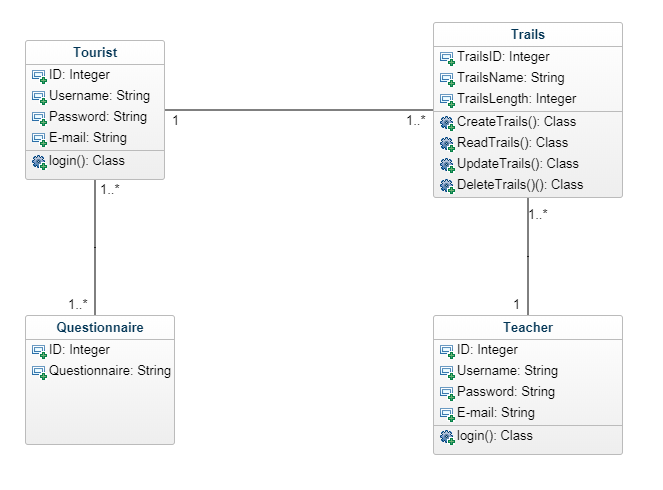 Tourist
ID: Integer
Username: String
Password: String
E-mail: String
login(): Class
1
1..*
Trails
TrailsID: Integer
TrailsName: String
TrailsLength: Integer
CreateTrails(): Class
ReadTrails(): Class
UpdateTrails(): Class
DeleteTrails()(): Class
1..*
1..*
1..*
1
Questionnaire
ID: Integer
Questionnaire: String
Teacher
ID: Integer
Username: String
Password: String
E-mail: String
login(): Class